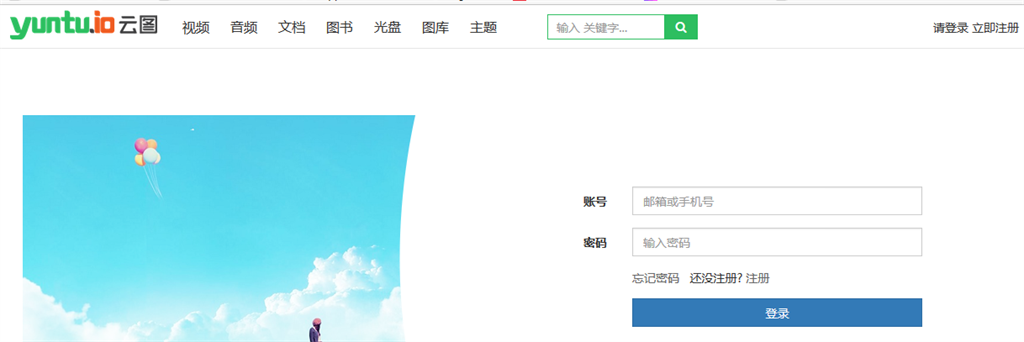 yuntu.io 云图 视频 音频 文档 图书 光盘 图库 主题 输入 关键字... 请登录 立即注册
账号 邮箱或手机号
密码 输入密码
忘记密码 还没注册? 注册
登录